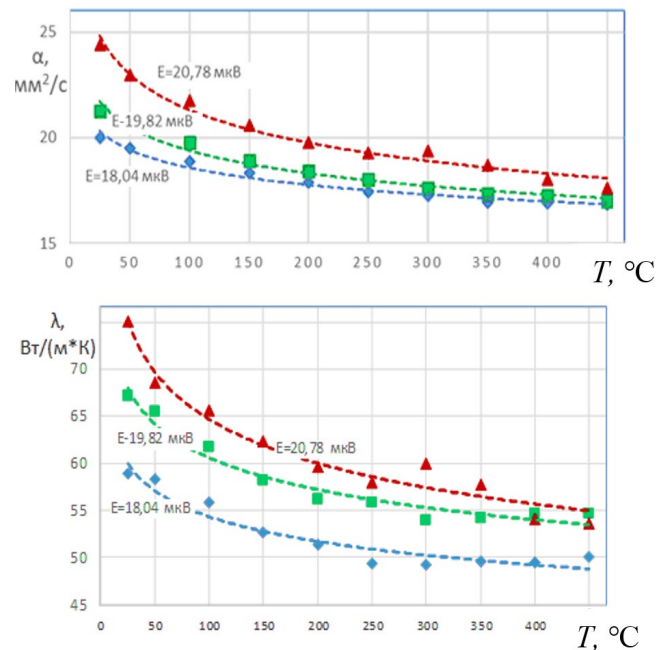 25
α,
мм²/с
E=20,78 мкВ
E-19,82 мкВ
20
E=18,04 мкВ
15
0 50 100 150 200 250 300 350 400
T, °C
λ,
Вт/(м*К)
70
65
E-19,82 мкВ
E=20,78 мкВ
60
55
E=18,04 мкВ
50
45
0 50 100 150 200 250 300 350 400 450
T, °C